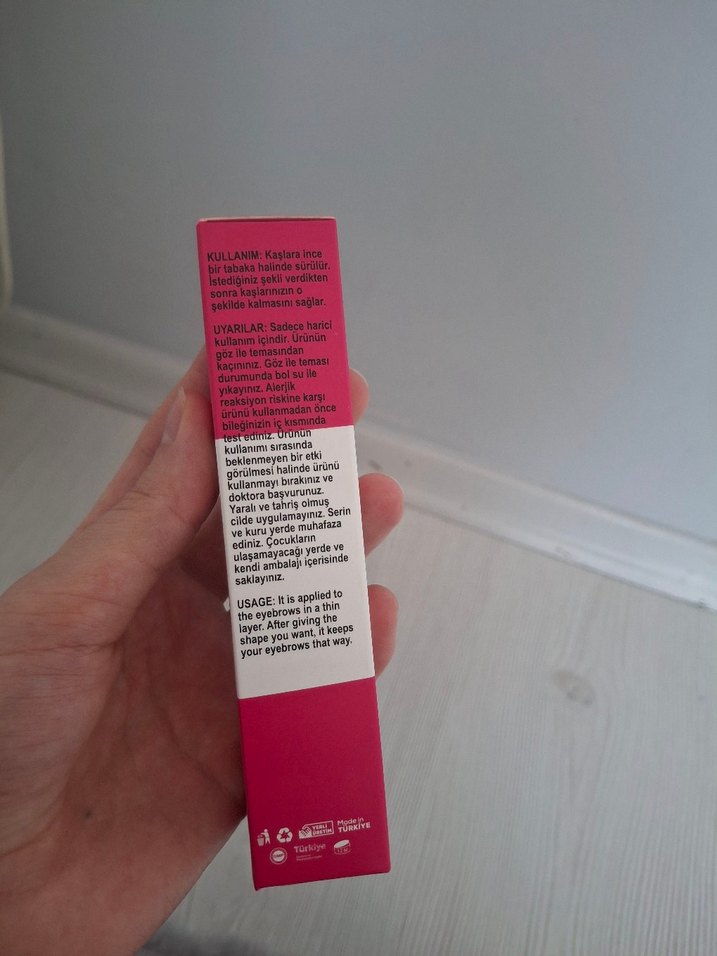 KULLANIM: Kaşlara ince
bir tabaka halinde sürülür.
İstediğiniz şekli verdikten
sonra kaşlarınızın o
şekilde kalmasını sağlar.
UYARILAR: Sadece harici
kullanım içindir. Ürünün
göz ile temasından
kaçınınız. Göz ile teması
durumunda bol su ile
yıkayınız. Alerjik
reaksiyon riskine karşı
ürünü kullanmadan önce
bileğinizin iç kısmında
test ediniz. Ürünün
kullanımı sırasında
beklenmeyen bir etki
görülmesi halinde ürünü
kullanmayı bırakınız ve
doktora başvurunuz.
Yaralı ve tahriş olmuş
cilde uygulamayınız. Serin
ve kuru yerde muhafaza
ediniz. Çocukların
ulaşamayacağı yerde ve
kendi ambalajı içerisinde
saklayınız.
USAGE: It is applied to
the eyebrows in a thin
layer. After giving the
shape you want, it keeps
your eyebrows that way.
YERLİ
ÜRETİM
Made in
TÜRKİYE
GMP
Türkiye